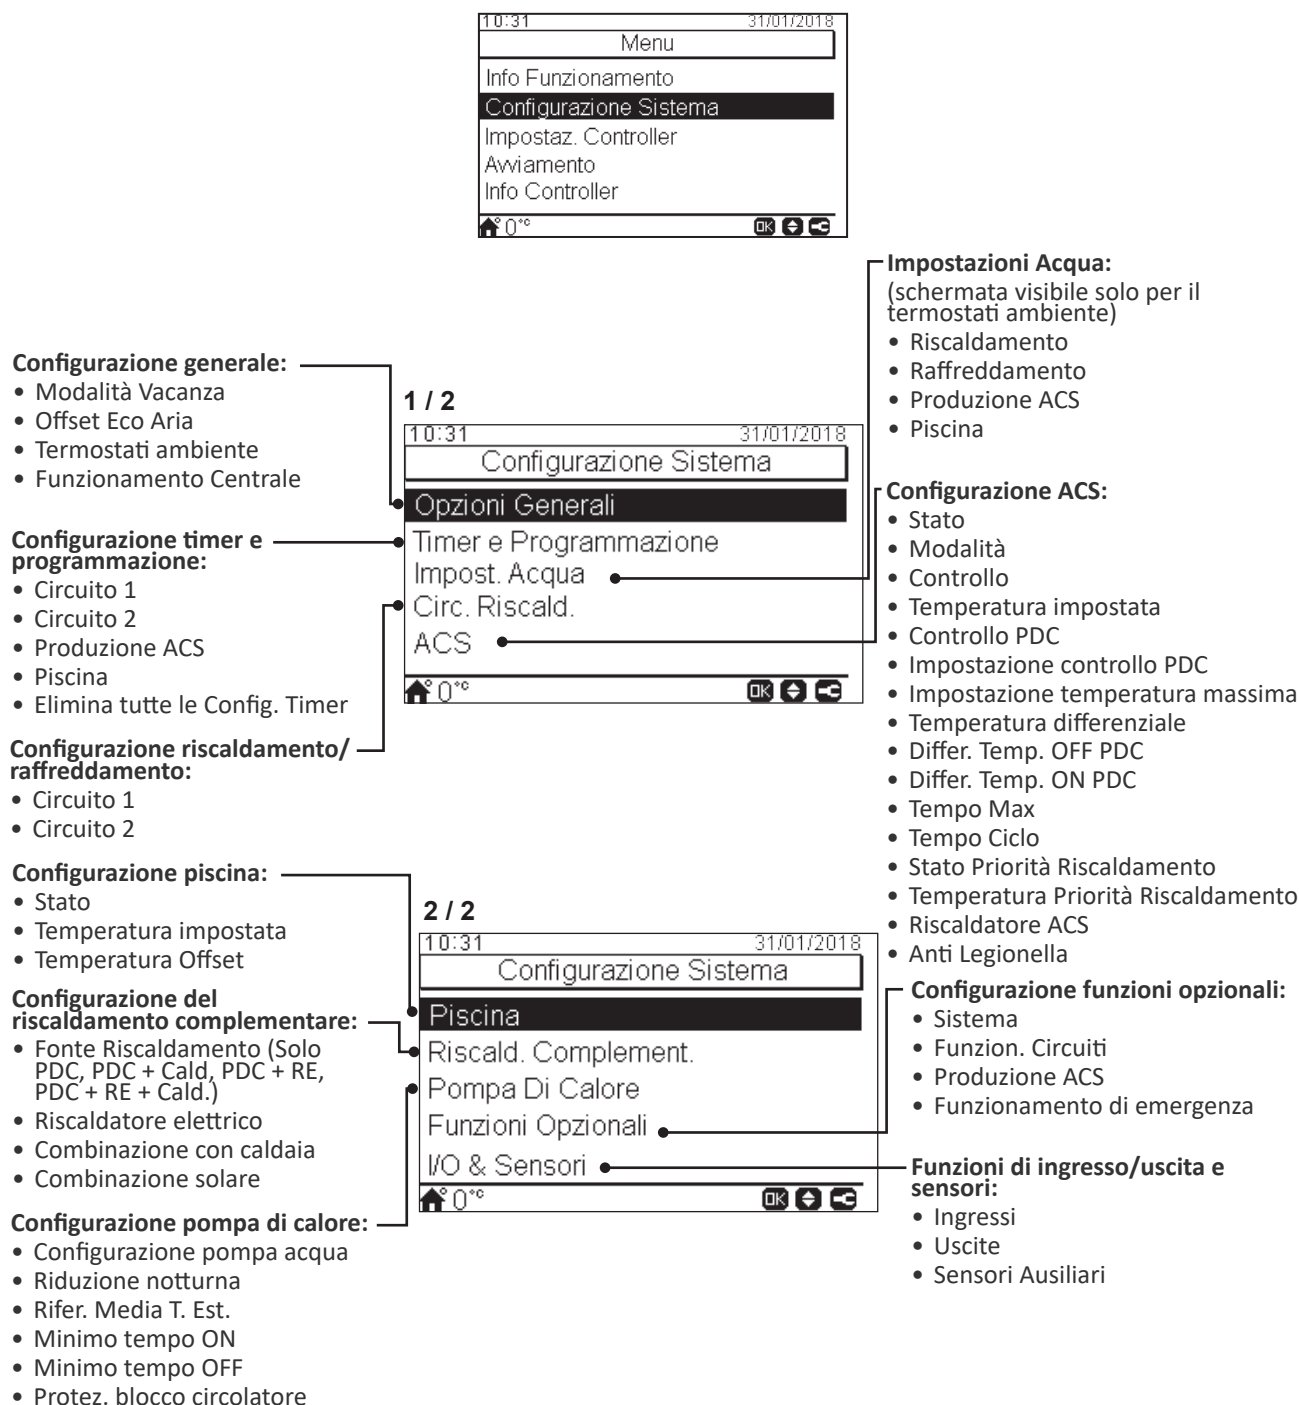 10:31 31/01/2018
Menu
Info Funzionamento
Configurazione Sistema
Impostaz. Controller
Avviamento
Info Controller
0°C OK
Impostazioni Acqua:
(schermata visibile solo per il
termostati ambiente)
• Riscaldamento
• Raffreddamento
• Produzione ACS
• Piscina
Configurazione generale:
• Modalità Vacanza
• Offset Eco Aria
• Termostati ambiente
• Funzionamento Centrale
Configurazione timer e
programmazione:
• Circuito 1
• Circuito 2
• Produzione ACS
• Piscina
• Elimina tutte le Config. Timer
Configurazione riscaldamento/
raffreddamento:
• Circuito 1
• Circuito 2
1 / 2
10:31 31/01/2018
Configurazione Sistema
Opzioni Generali
Timer e Programmazione
Impost. Acqua
Circ. Riscald.
ACS
0°C OK
Configurazione ACS:
• Stato
• Modalità
• Controllo
• Temperatura impostata
• Controllo PDC
• Impostazione controllo PDC
• Impostazione temperatura massima
• Temperatura differenziale
• Differ. Temp. OFF PDC
• Differ. Temp. ON PDC
• Tempo Max
• Tempo Ciclo
• Stato Priorità Riscaldamento
• Temperatura Priorità Riscaldamento
• Riscaldatore ACS
• Anti Legionella
Configurazione piscina:
• Stato
• Temperatura impostata
• Temperatura Offset
Configurazione del
riscaldamento complementare:
• Fonte Riscaldamento (Solo
PDC, PDC + Cald, PDC + RE,
PDC + RE + Cald.)
• Riscaldatore elettrico
• Combinazione con caldaia
• Combinazione solare
Configurazione pompa di calore:
• Configurazione pompa acqua
• Riduzione notturna
• Rifer. Media T. Est.
• Minimo tempo ON
• Minimo tempo OFF
• Protez. blocco circolatore
2 / 2
10:31 31/01/2018
Configurazione Sistema
Piscina
Riscald. Complement.
Pompa Di Calore
Funzioni Opzionali
I/O & Sensori
0°C OK
Configurazione funzioni opzionali:
• Sistema
• Funzion. Circuiti
• Produzione ACS
• Funzionamento di emergenza
Funzioni di ingresso/uscita e
sensori:
• Ingressi
• Uscite
• Sensori Ausiliari